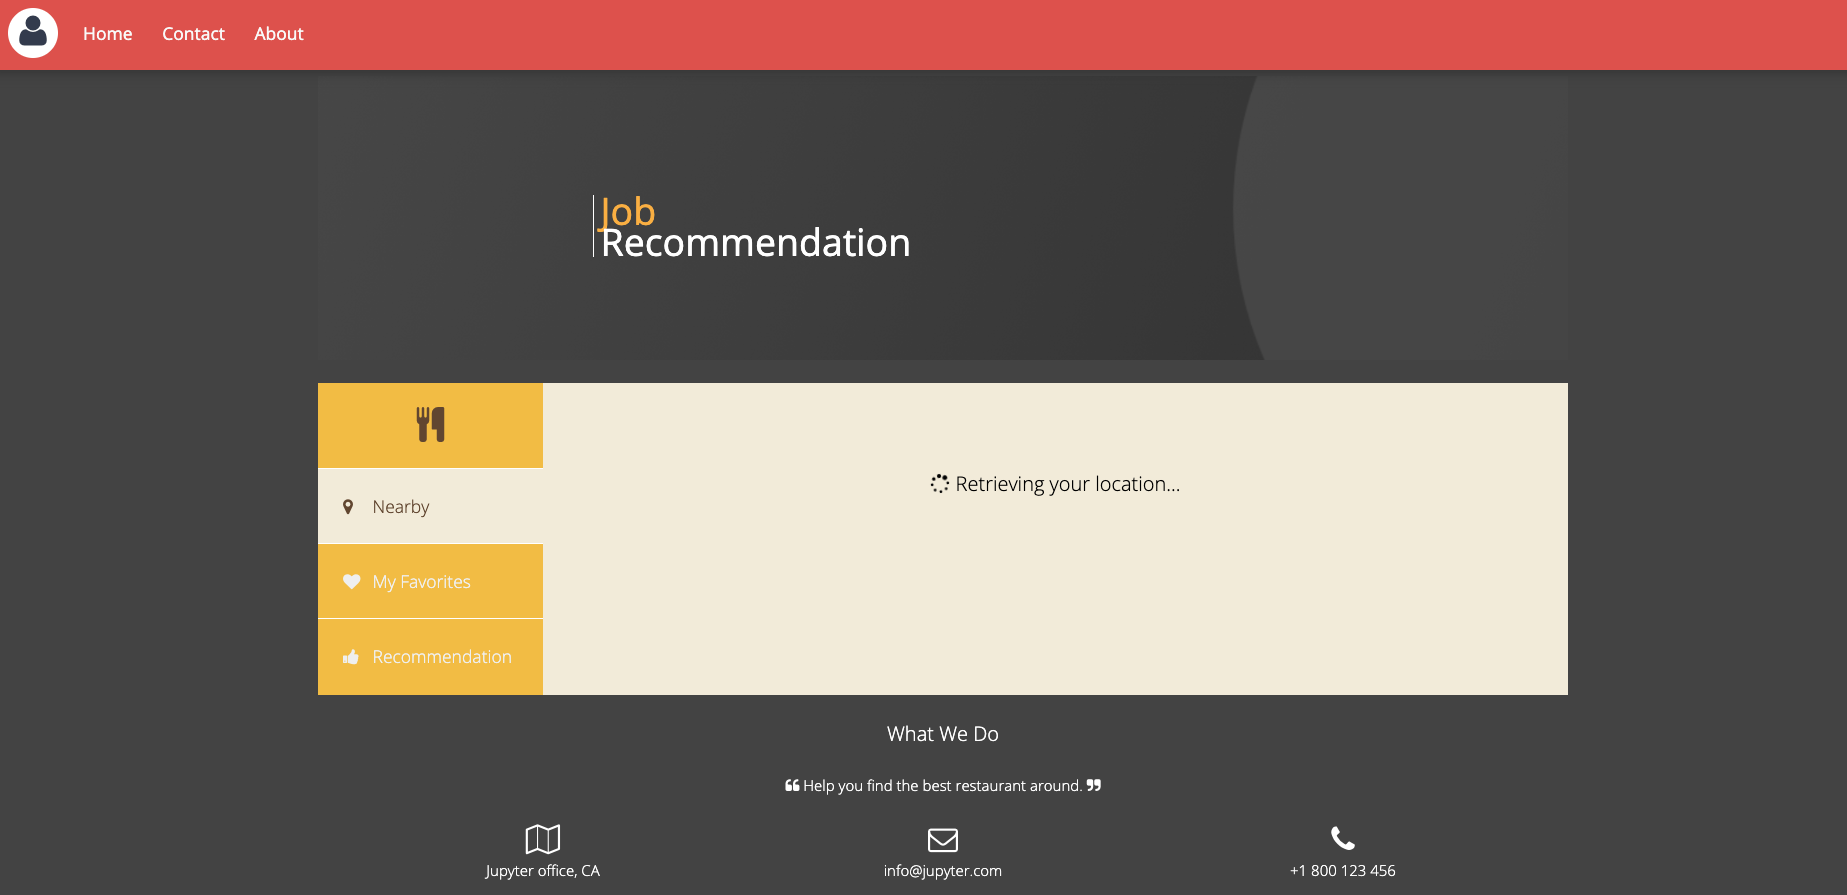 Home Contact About
Job
Recommendation
Nearby
My Favorites
Recommendation
Retrieving your location...
What We Do
❝ Help you find the best restaurant around. ❞
Jupyter office, CA
info@jupyter.com
+1 800 123 456